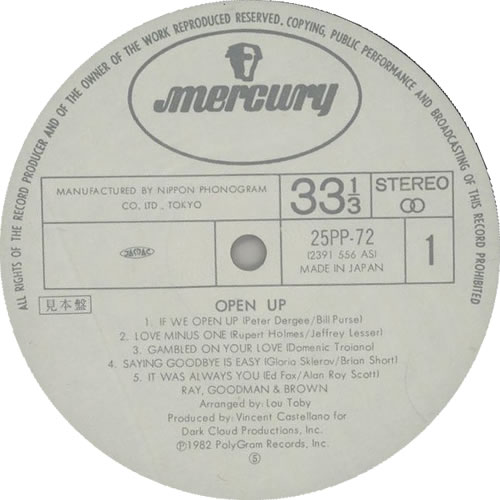 ALL RIGHTS OF THE RECORD PRODUCER AND OF THE OWNER OF THE WORK REPRODUCED RESERVED. COPYING, PUBLIC PERFORMANCE AND BROADCASTING OF THIS RECORD PROHIBITED
mercury
MANUFACTURED BY NIPPON PHONOGRAM
CO., LTD., TOKYO
33 1/3
STEREO
JASRAC
25PP-72
(2391 556 AS)
MADE IN JAPAN
1
見本盤
OPEN UP
1. IF WE OPEN UP (Peter Dergee/Bill Purse)
2. LOVE MINUS ONE (Rupert Holmes/Jeffrey Lesser)
3. GAMBLED ON YOUR LOVE (Domenic Troiano)
4. SAYING GOODBYE IS EASY (Gloria Sklerov/Brian Short)
5. IT WAS ALWAYS YOU (Ed Fox/Alan Roy Scott)
RAY, GOODMAN & BROWN
Arranged by: Lou Toby
Produced by: Vincent Castellano for
Dark Cloud Productions, Inc.
Ⓟ1982 PolyGram Records, Inc.
⑤